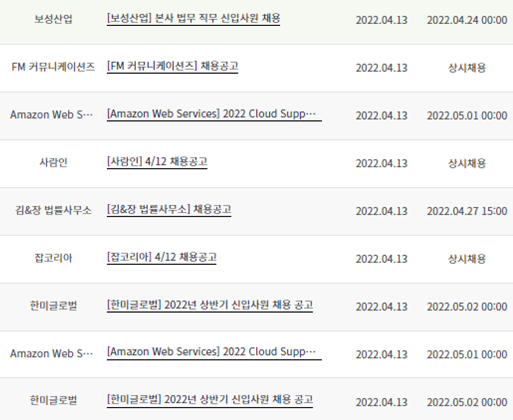 보성산업 [보성산업] 본사 법무 직무 신입사원 채용 2022.04.13 2022.04.24 00:00
FM 커뮤니케이션즈 [FM 커뮤니케이션즈] 채용공고 2022.04.13 상시채용
Amazon Web S··· [Amazon Web Services] 2022 Cloud Supp··· 2022.04.13 2022.05.01 00:00
사람인 [사람인] 4/12 채용공고 2022.04.13 상시채용
김&장 법률사무소 [김&장 법률사무소] 채용공고 2022.04.13 2022.04.27 15:00
잡코리아 [잡코리아] 4/12 채용공고 2022.04.13 상시채용
한미글로벌 [한미글로벌] 2022년 상반기 신입사원 채용 공고 2022.04.13 2022.05.02 00:00
Amazon Web S··· [Amazon Web Services] 2022 Cloud Supp··· 2022.04.13 2022.05.01 00:00
한미글로벌 [한미글로벌] 2022년 상반기 신입사원 채용 공고 2022.04.13 2022.05.02 00:00